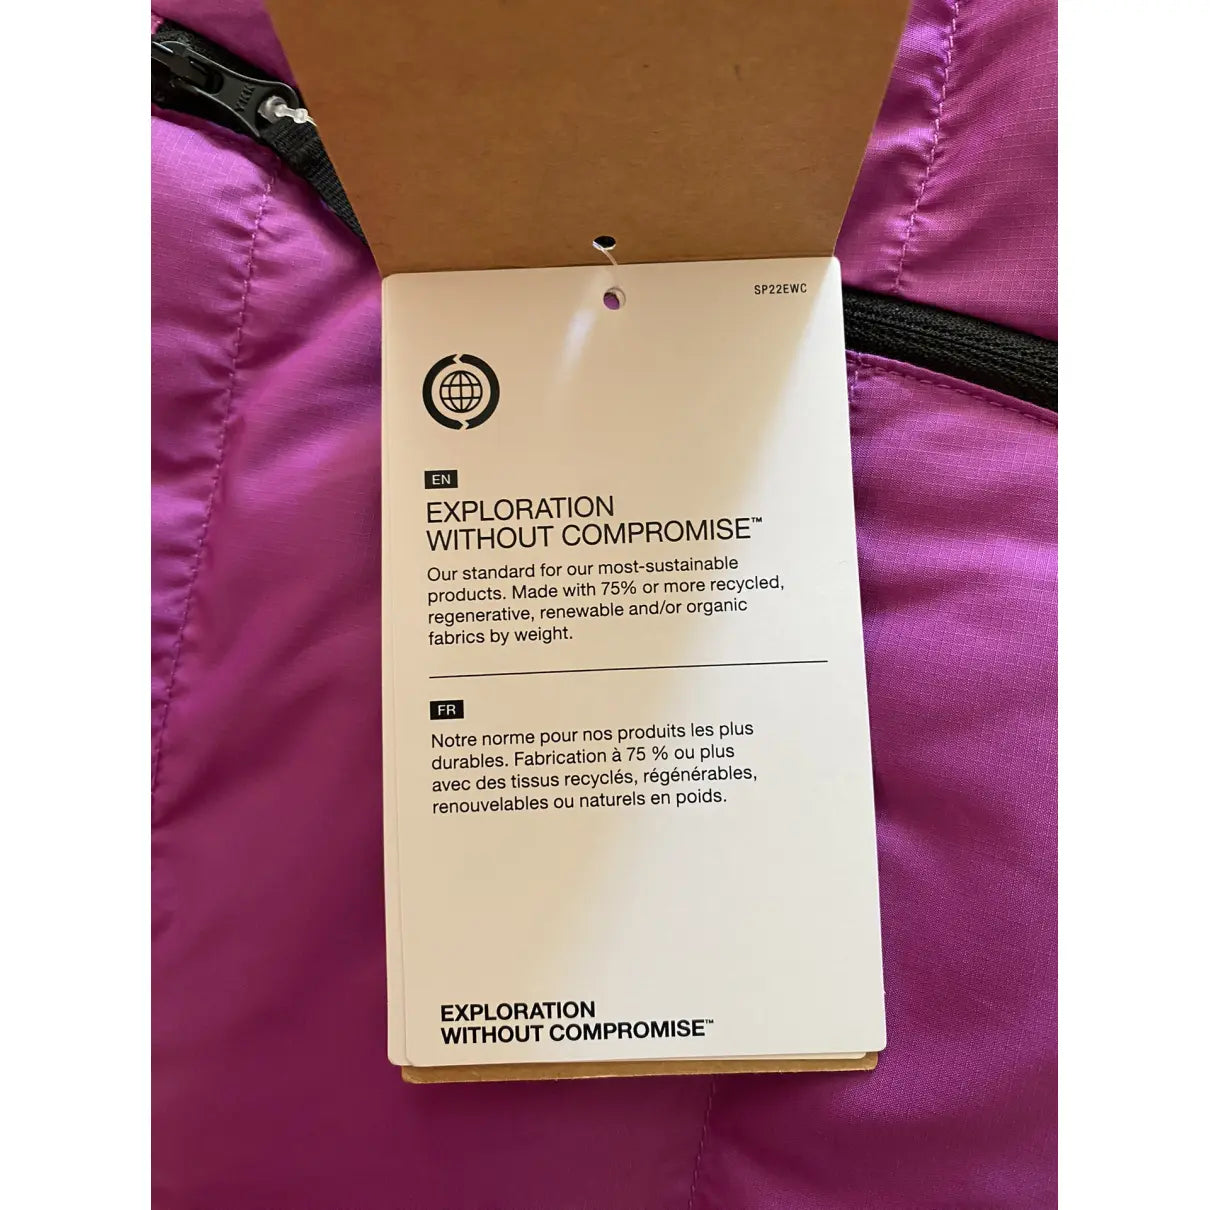 YKK
SP22EWC
EN
EXPLORATION
WITHOUT COMPROMISE™
Our standard for our most-sustainable
products. Made with 75% or more recycled,
regenerative, renewable and/or organic
fabrics by weight.
FR
Notre norme pour nos produits les plus
durables. Fabrication à 75 % ou plus
avec des tissus recyclés, régénérables,
renouvelables ou naturels en poids.
EXPLORATION
WITHOUT COMPROMISE™